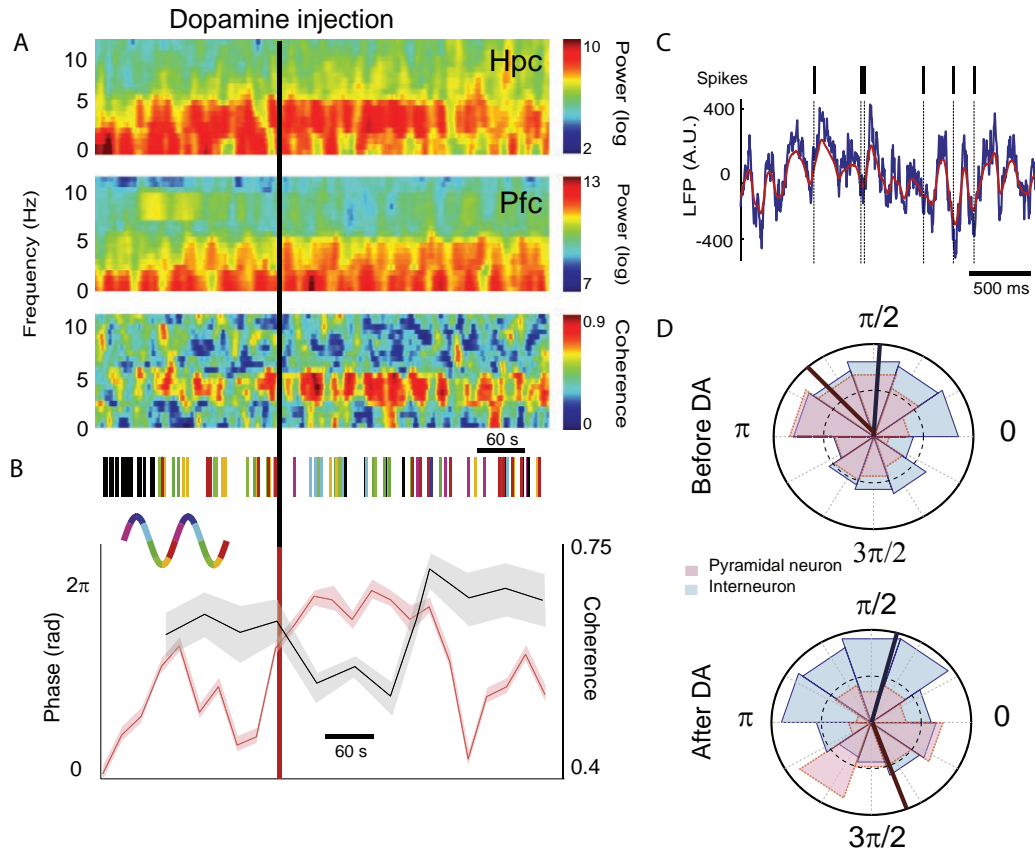 Dopamine injection
A
Hpc
10
5
0
10
2
Power (log
Pfc
10
5
0
13
7
Power (log)
Frequency (Hz)
10
5
0
0.9
0
Coherence
60 s
B
2π
0
Phase (rad)
0.75
0.4
Coherence
60 s
C
Spikes
400
0
-400
LFP (A.U.)
500 ms
D
π/2
π
0
3π/2
Before DA
Pyramidal neuron
Interneuron
π/2
π
0
3π/2
After DA